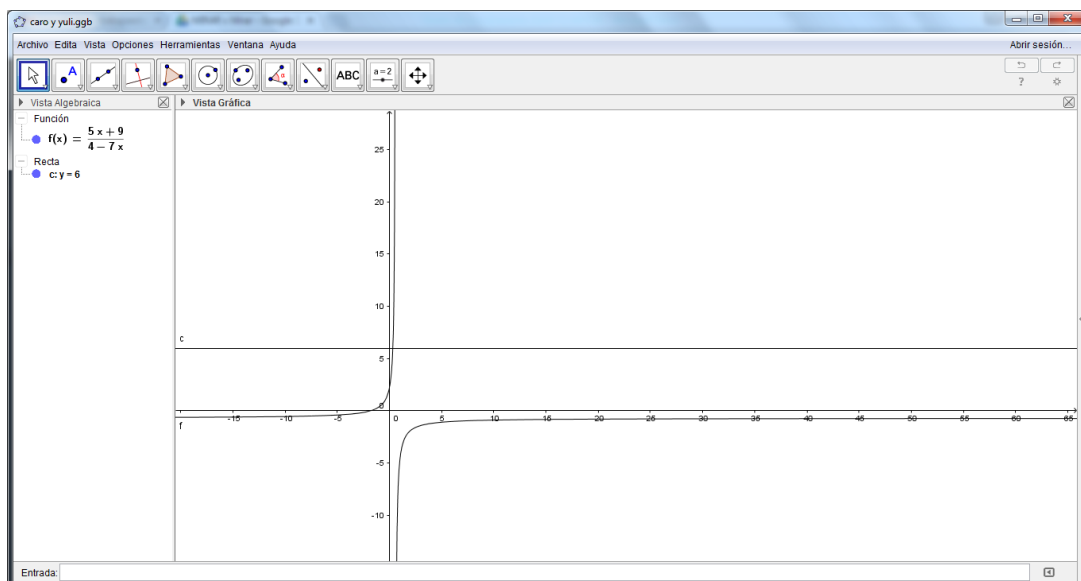 caro y yuli.ggb
Archivo Edita Vista Opciones Herramientas Ventana Ayuda
Abrir sesión...
ABC
a=2
?
Vista Algebraica
Vista Gráfica
Función
f(x) = (5 x + 9)/(4 − 7 x)
Recta
c: y = 6
25
20
15
10
c
5
0
f
-15 -10 -5 0 5 10 15 20 25 30 35 40 45 50 55 60 65
-5
-10
Entrada: